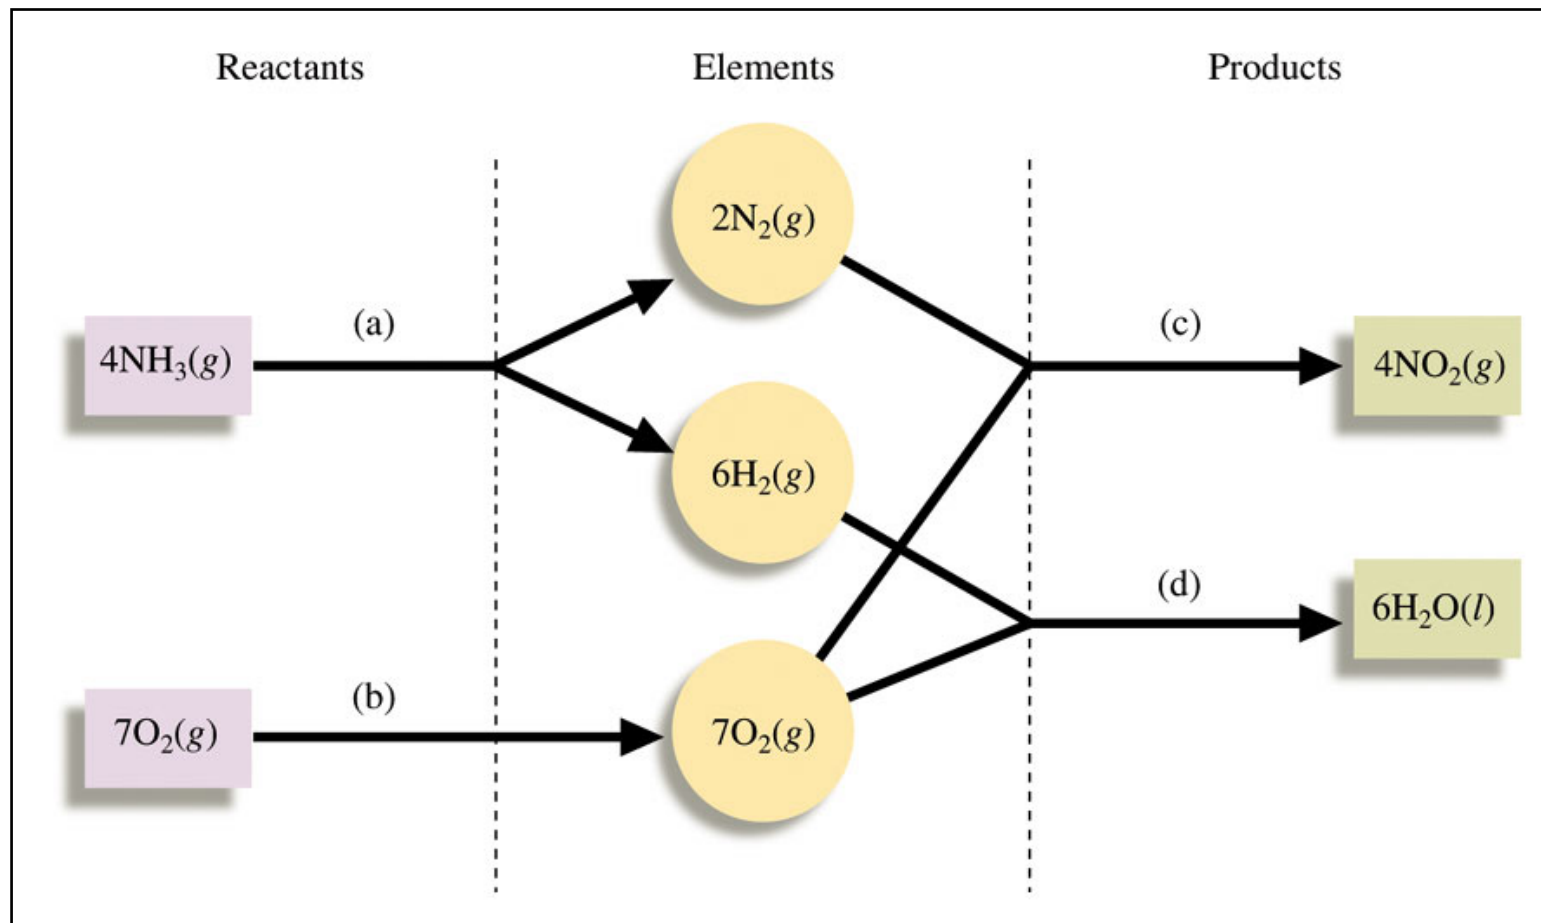 Reactants Elements Products
2N₂(g)
(a) (c)
4NH₃(g) 4NO₂(g)
6H₂(g)
(d)
6H₂O(l)
(b)
7O₂(g) 7O₂(g)